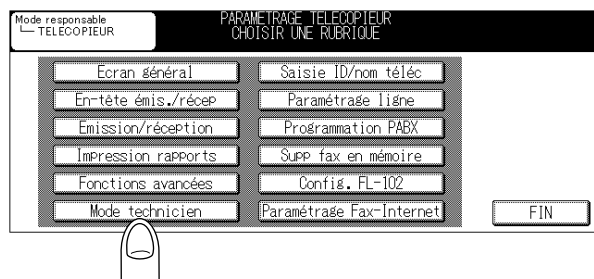 Mode responsable
TELECOPIEUR
PARAMETRAGE TELECOPIEUR
CHOISIR UNE RUBRIQUE
Ecran général
Saisie ID/nom téléc
En-tête émis./récep
Paramétrage ligne
Emission/réception
Programmation PABX
Impression rapports
Supp fax en mémoire
Fonctions avancées
Config. FL-102
Mode technicien
Paramétrage Fax-Internet
FIN